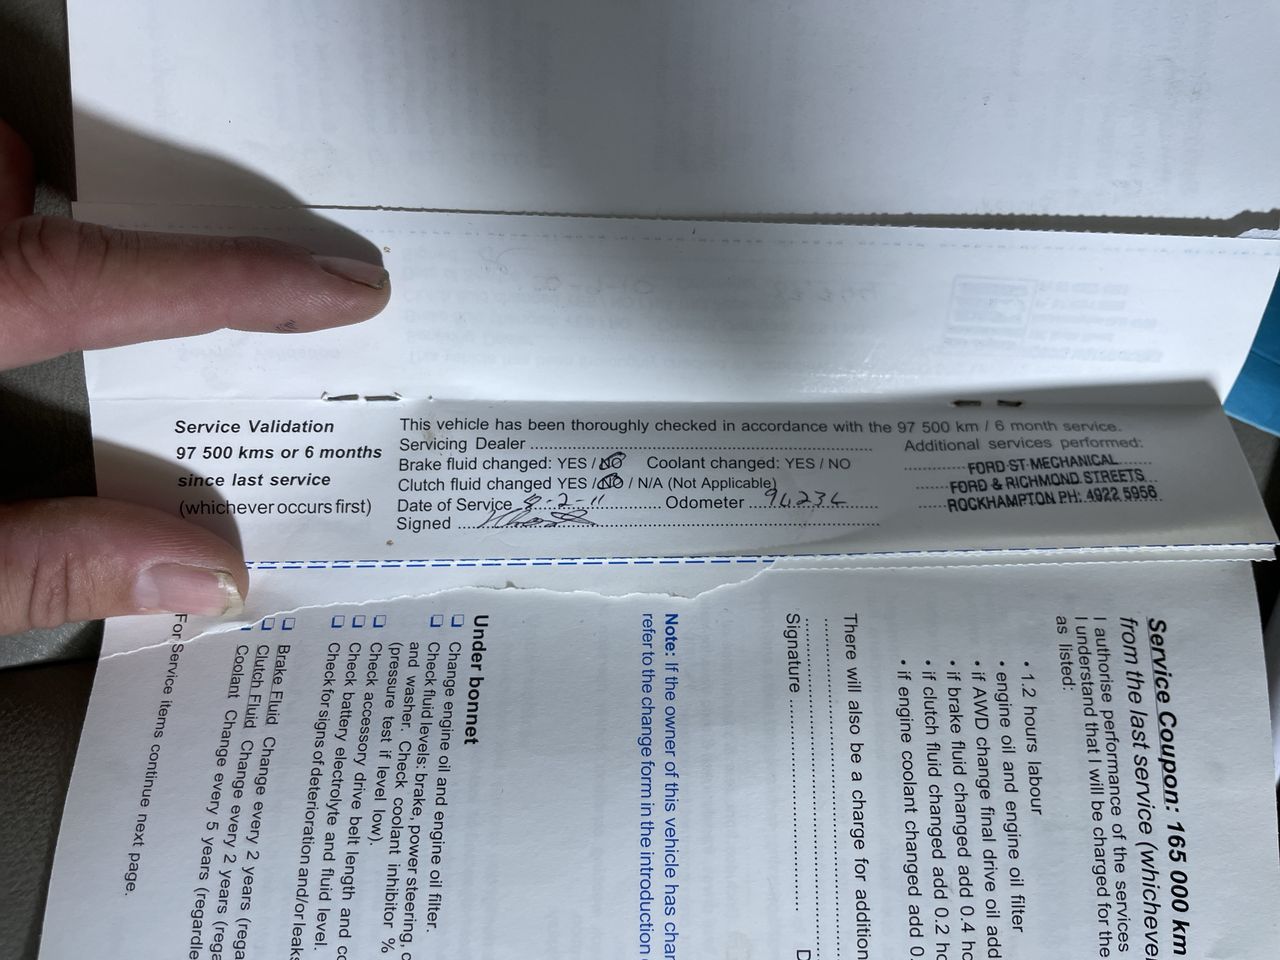 Service Validation
97 500 kms or 6 months
since last service
(whichever occurs first)
This vehicle has been thoroughly checked in accordance with the 97 500 km / 6 month service.
Servicing Dealer
Brake fluid changed: YES / NO Coolant changed: YES / NO
Clutch fluid changed YES / NO / N/A (Not Applicable)
Date of Service 8-2-11 Odometer
Signed
Additional services performed:
FORD ST MECHANICAL
FORD & RICHMOND STREETS
ROCKHAMPTON PH: 4922 5956
Service Coupon: 165 000 km
from the last service (whichever
I authorise performance of the services
I understand that I will be charged for the
as listed:
• 1.2 hours labour
• engine oil and engine oil filter
• if AWD change final drive oil add
• if brake fluid changed add 0.4 ho
• if clutch fluid changed add 0.2 ho
• if engine coolant changed add 0.
There will also be a charge for addition
Signature
Note: If the owner of this vehicle has chan
refer to the change form in the introduction
Under bonnet
❑ Change engine oil and engine oil filter.
❑ Check fluid levels: brake, power steering, c
and washer. Check coolant inhibitor %
(pressure test if level low).
❑ Check accessory drive belt length and co
❑ Check battery electrolyte and fluid level.
❑ Check for signs of deterioration and/or leaks
❑ Brake Fluid Change every 2 years (rega
❑ Clutch Fluid Change every 2 years (rega
❑ Coolant Change every 5 years (regardle
For Service items continue next page.